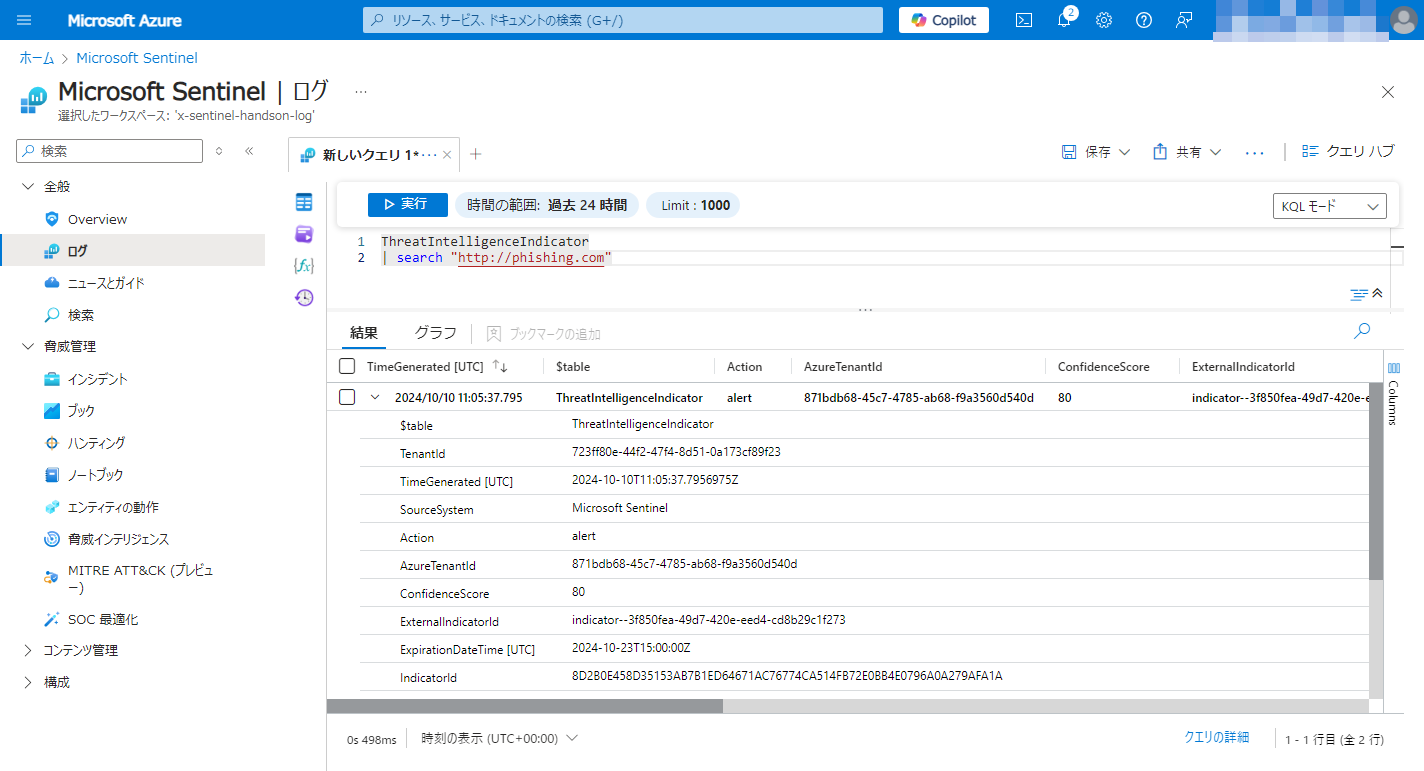 Microsoft Azure
リソース、サービス、ドキュメントの検索 (G+/)
Copilot
2
ホーム > Microsoft Sentinel
Microsoft Sentinel | ログ ...
選択したワークスペース: 'x-sentinel-handson-log'
検索
全般
Overview
ログ
ニュースとガイド
検索
脅威管理
インシデント
ブック
ハンティング
ノートブック
エンティティの動作
脅威インテリジェンス
MITRE ATT&CK (プレビュ
ー)
SOC 最適化
コンテンツ管理
構成
新しいクエリ 1*...
保存
共有
...
クエリ ハブ
実行
時間の範囲: 過去 24 時間
Limit : 1000
KQL モード
1 ThreatIntelligenceIndicator
2 | search "http://phishing.com"
結果
グラフ
ブックマークの追加
TimeGenerated [UTC] $table Action AzureTenantId ConfidenceScore ExternalIndicatorId
2024/10/10 11:05:37.795 ThreatIntelligenceIndicator alert 871bdb68-45c7-4785-ab68-f9a3560d540d 80 indicator--3f850fea-49d7-420e-e
$table ThreatIntelligenceIndicator
TenantId 723ff80e-44f2-47f4-8d51-0a173cf89f23
TimeGenerated [UTC] 2024-10-10T11:05:37.7956975Z
SourceSystem Microsoft Sentinel
Action alert
AzureTenantId 871bdb68-45c7-4785-ab68-f9a3560d540d
ConfidenceScore 80
ExternalIndicatorId indicator--3f850fea-49d7-420e-eed4-cd8b29c1f273
ExpirationDateTime [UTC] 2024-10-23T15:00:00Z
IndicatorId 8D2B0E458D35153AB7B1ED64671AC76774CA514FB72E0BB4E0796A0A279AFA1A
Columns
0s 498ms
時刻の表示 (UTC+00:00)
クエリの詳細
1 - 1 行目 (全 2 行)